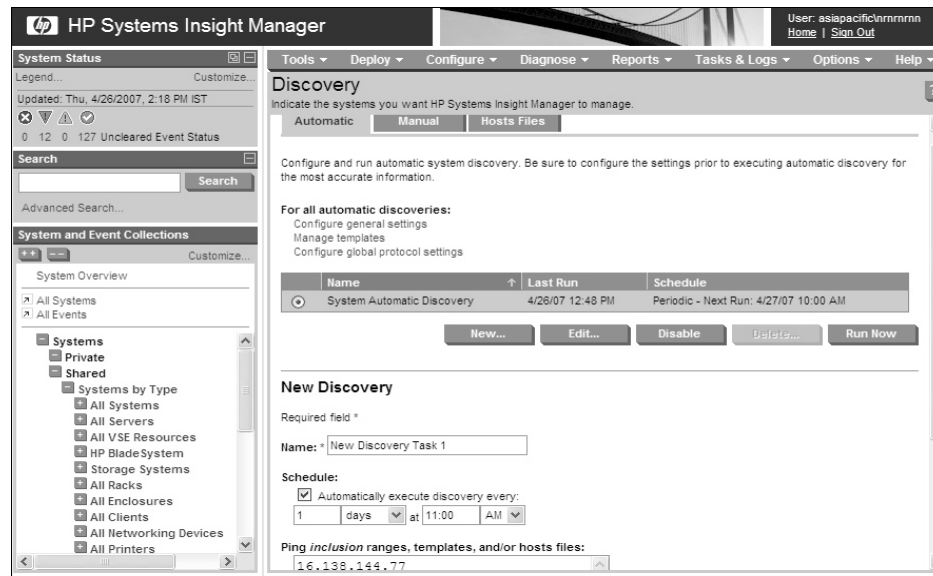 hp HP Systems Insight Manager
User: asiapacific\nrnrnrnn
Home | Sign Out
System Status
Legend... Customize...
Updated: Thu, 4/26/2007, 2:18 PM IST
0 12 0 127 Uncleared Event Status
Search
Search
Advanced Search...
System and Event Collections
Customize...
System Overview
All Systems
All Events
Systems
Private
Shared
Systems by Type
All Systems
All Servers
All VSE Resources
HP BladeSystem
Storage Systems
All Racks
All Enclosures
All Clients
All Networking Devices
All Printers
Tools Deploy Configure Diagnose Reports Tasks & Logs Options Help
Discovery
Indicate the systems you want HP Systems Insight Manager to manage.
?
Automatic Manual Hosts Files
Configure and run automatic system discovery. Be sure to configure the settings prior to executing automatic discovery for
the most accurate information.
For all automatic discoveries:
Configure general settings
Manage templates
Configure global protocol settings
Name ↑ Last Run Schedule
System Automatic Discovery 4/26/07 12:48 PM Periodic - Next Run: 4/27/07 10:00 AM
New... Edit... Disable Delete... Run Now
New Discovery
Required field *
Name: * New Discovery Task 1
Schedule:
Automatically execute discovery every:
1 days at 11:00 AM
Ping inclusion ranges, templates, and/or hosts files:
16.138.144.77